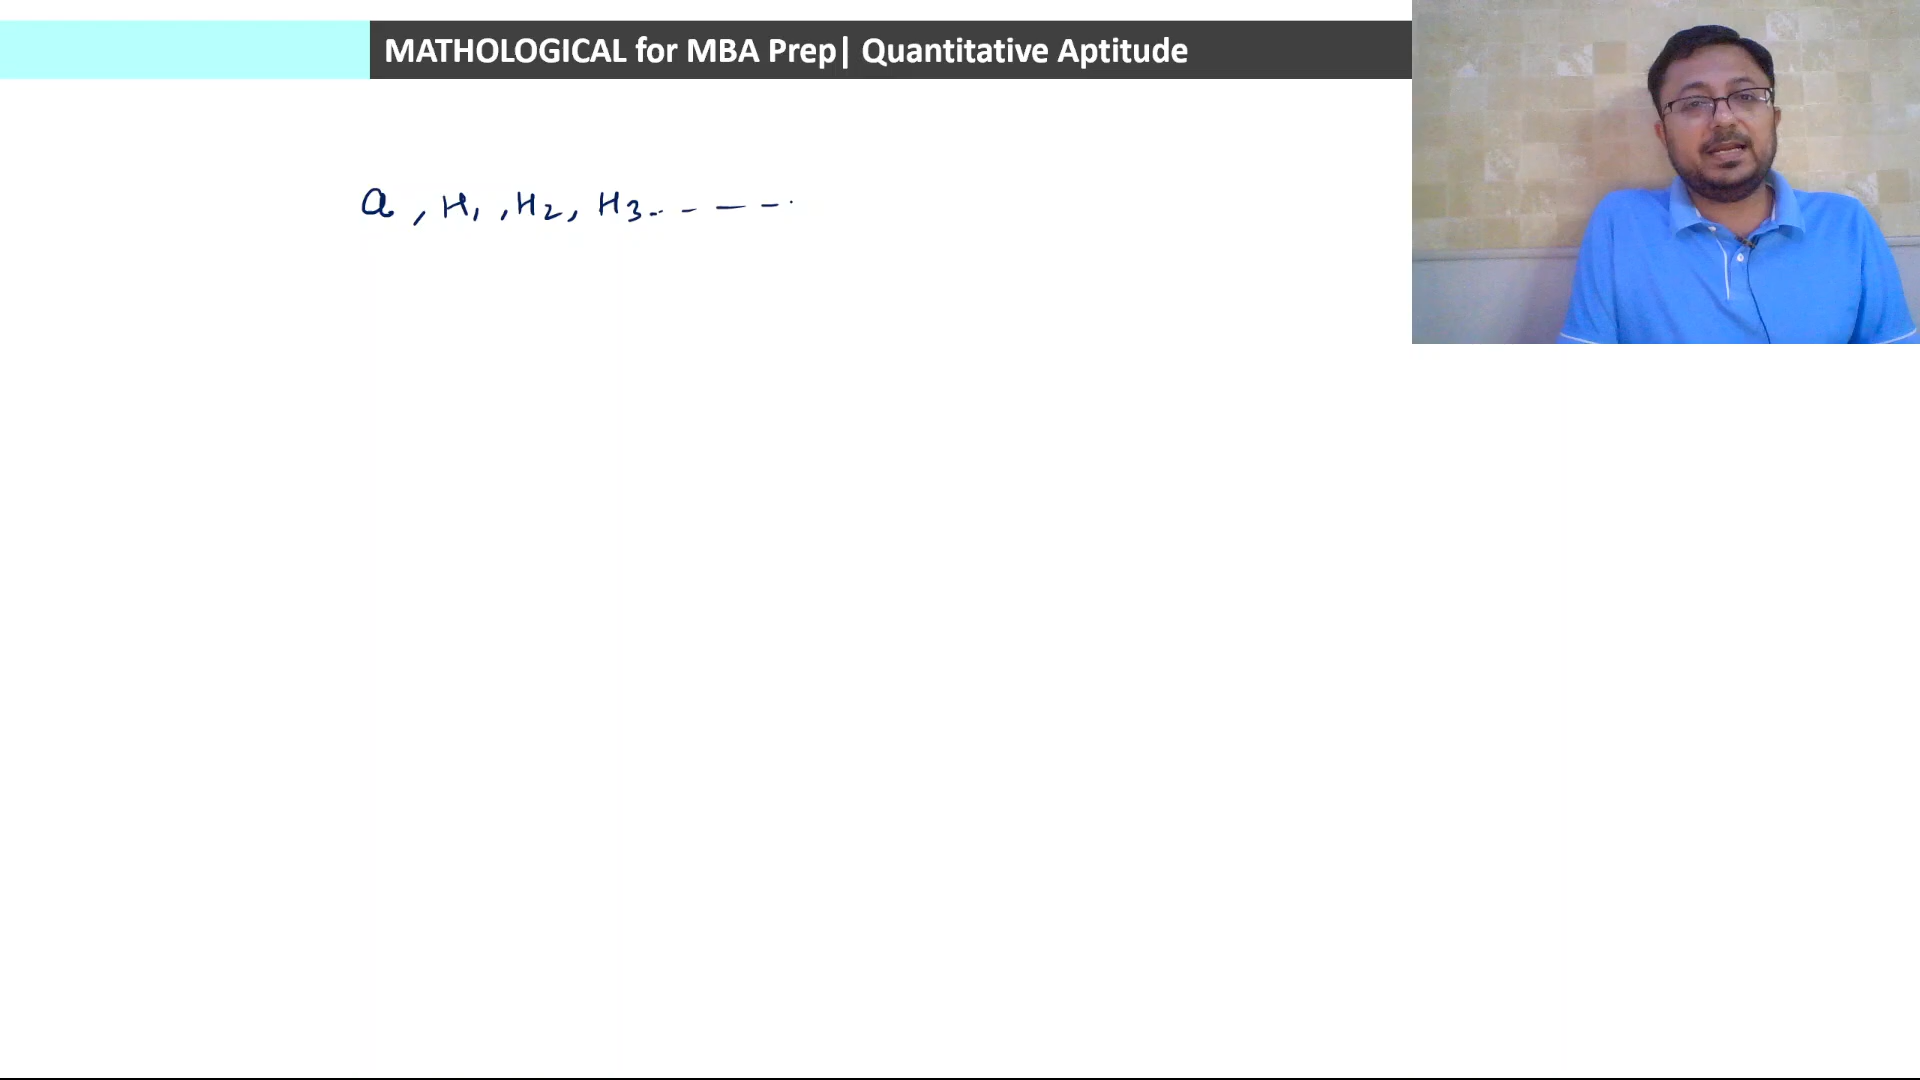 MATHOLOGICAL for MBA Prep| Quantitative Aptitude
a, H₁, H₂, H₃ - - - - -